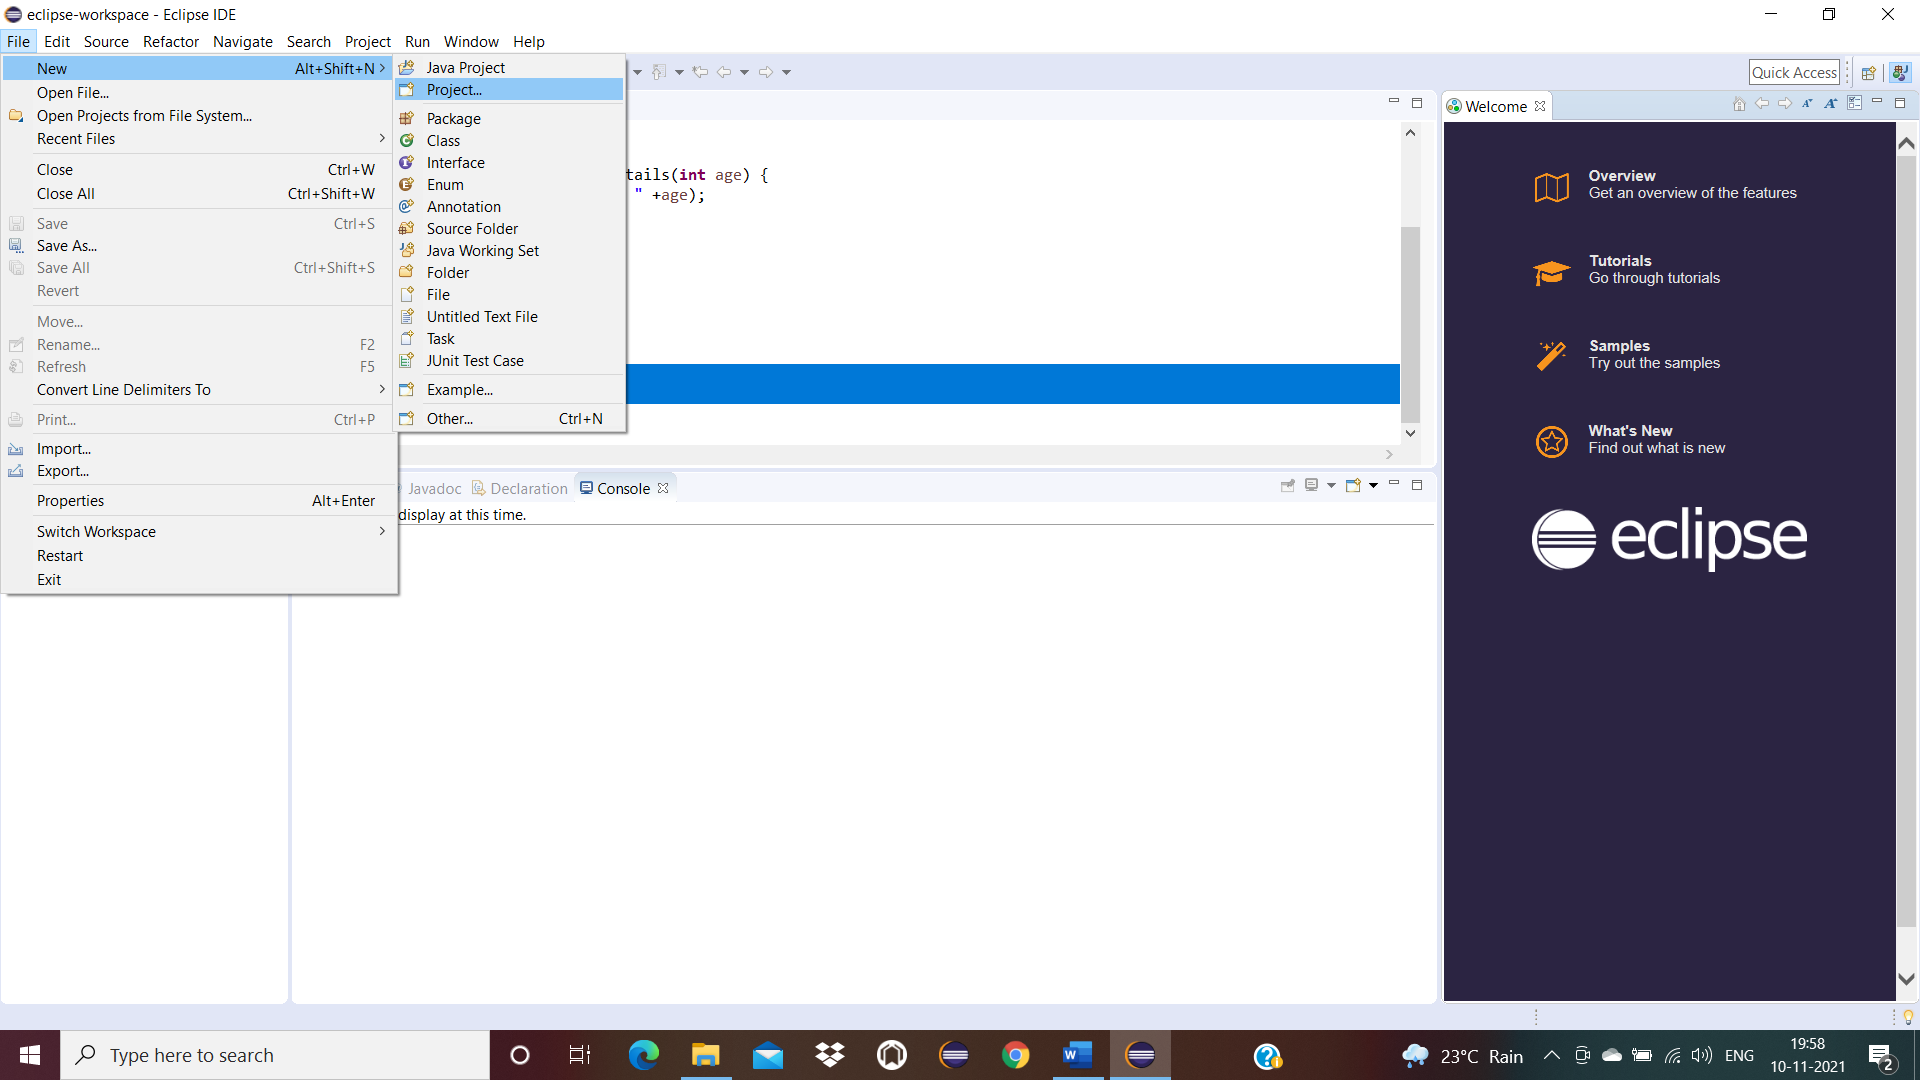 eclipse-workspace - Eclipse IDE
File Edit Source Refactor Navigate Search Project Run Window Help
New Alt+Shift+N
Open File...
Open Projects from File System...
Recent Files
Close Ctrl+W
Close All Ctrl+Shift+W
Save Ctrl+S
Save As...
Save All Ctrl+Shift+S
Revert
Move...
Rename... F2
Refresh F5
Convert Line Delimiters To
Print... Ctrl+P
Import...
Export...
Properties Alt+Enter
Switch Workspace
Restart
Exit
Java Project
Project...
Package
Class
Interface
Enum
Annotation
Source Folder
Java Working Set
Folder
File
Untitled Text File
Task
JUnit Test Case
Example...
Other... Ctrl+N
tails(int age) {
" +age);
Javadoc Declaration Console
display at this time.
Quick Access
Welcome
Overview
Get an overview of the features
Tutorials
Go through tutorials
Samples
Try out the samples
What's New
Find out what is new
eclipse
Type here to search
23°C Rain
ENG
19:58
10-11-2021
2